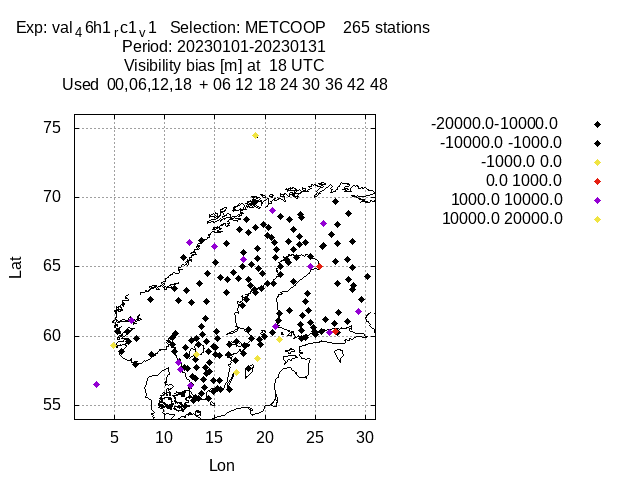 Exp: val46h1rc1v1 Selection: METCOOP 265 stations
Period: 20230101-20230131
Visibility bias [m] at 18 UTC
Used 00,06,12,18 + 06 12 18 24 30 36 42 48
-20000.0-10000.0
-10000.0 -1000.0
-1000.0 0.0
0.0 1000.0
1000.0 10000.0
10000.0 20000.0
75
70
65
60
55
Lat
5 10 15 20 25 30
Lon